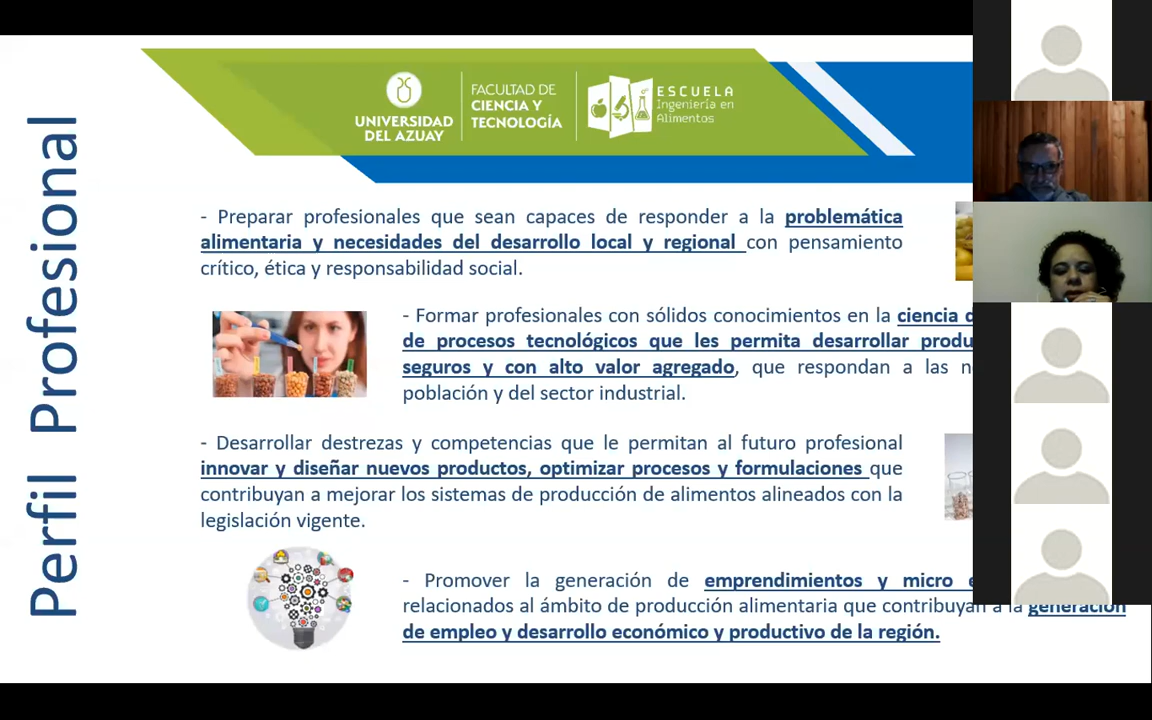 UNIVERSIDAD
DEL AZUAY
FACULTAD DE
CIENCIA Y
TECNOLOGÍA
ESCUELA
Ingeniería en
Alimentos
Perfil Profesional
- Preparar profesionales que sean capaces de responder a la problemática
alimentaria y necesidades del desarrollo local y regional con pensamiento
crítico, ética y responsabilidad social.
- Formar profesionales con sólidos conocimientos en la ciencia
de procesos tecnológicos que les permita desarrollar
seguros y con alto valor agregado, que respondan a las
población y del sector industrial.
- Desarrollar destrezas y competencias que le permitan al futuro profesional
innovar y diseñar nuevos productos, optimizar procesos y formulaciones que
contribuyan a mejorar los sistemas de producción de alimentos alineados con la
legislación vigente.
- Promover la generación de emprendimientos y micro
relacionados al ámbito de producción alimentaria que contribuyan a la generación
de empleo y desarrollo económico y productivo de la región.